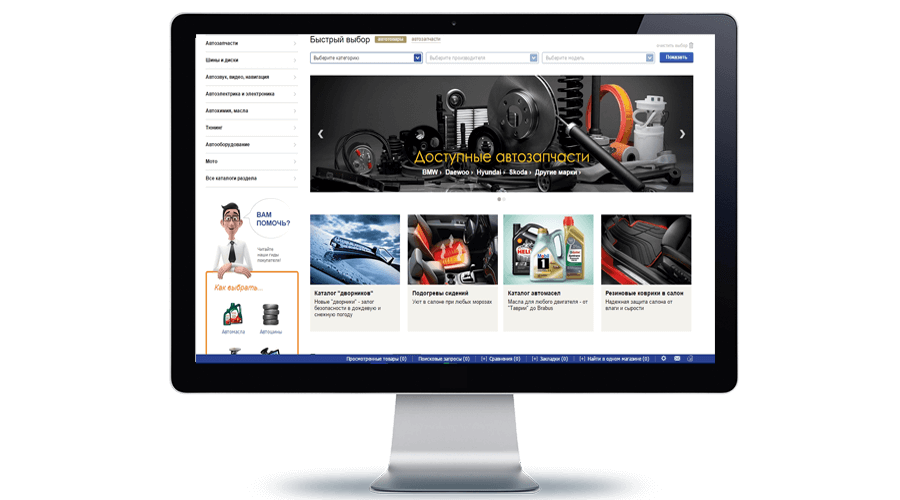 Быстрый выбор автотовары автозапчасти
очистить выбор
Выберите категорию Выберите производителя Выберите модель Показать
Автозапчасти
Шины и диски
Автозвук, видео, навигация
Автоэлектрика и электроника
Автохимия, масла
Тюнинг
Автооборудование
Мото
Все каталоги раздела
Доступные автозапчасти
BMW › Daewoo › Hyundai › Skoda › Другие марки ›
ВАМ
ПОМОЧЬ?
Читайте
наши гиды
покупателя!
Как выбрать...
Автомасла Автошины
Каталог "дворников"
Новые "дворники" - залог
безопасности в дождевую и
снежную погоду
Подогревы сидений
Уют в салоне при любых морозах
HELIX
Mobil
1
Castrol
Каталог автомасел
Масла для любого двигателя - от
"Таврии" до Brabus
Резиновые коврики в салон
Надежная защита салона от
влаги и сырости
Просмотренные товары (0) Поисковые запросы (0) [+] Сравнения (0) [+] Закладки (0) [+] Найти в одном магазине (0)